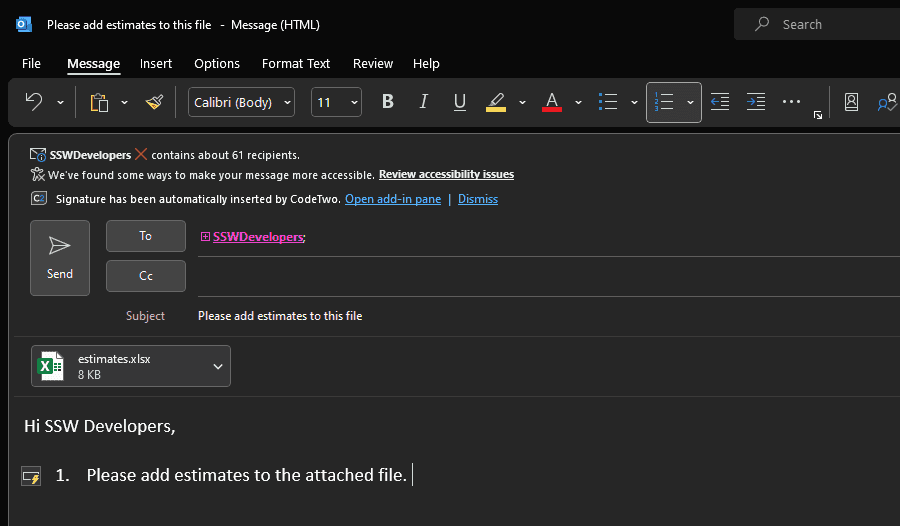 Please add estimates to this file - Message (HTML)
Search
File Message Insert Options Format Text Review Help
Calibri (Body) 11 B I U A
SSWDevelopers contains about 61 recipients.
We've found some ways to make your message more accessible. Review accessibility issues
Signature has been automatically inserted by CodeTwo. Open add-in pane | Dismiss
Send
To
SSWDevelopers;
Cc
Subject
Please add estimates to this file
estimates.xlsx
8 KB
Hi SSW Developers,
1. Please add estimates to the attached file.